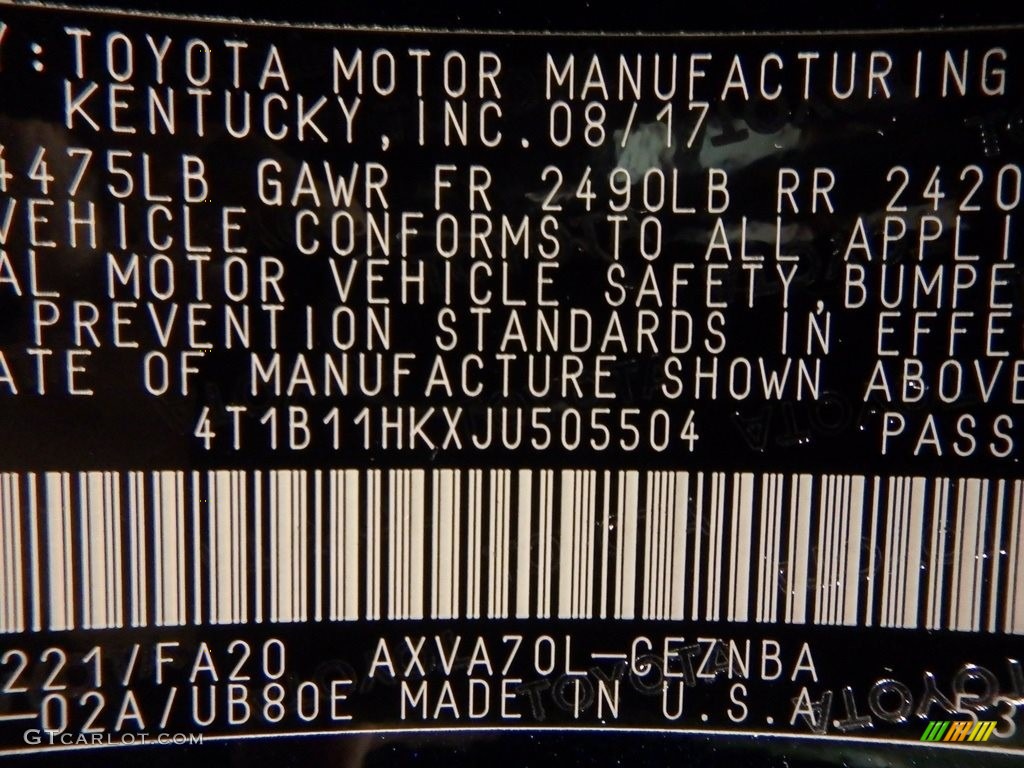 Y: TOYOTA MOTOR MANUFACTURING
KENTUCKY, INC. 08/17
4475LB GAWR FR 2490LB RR 2420
VEHICLE CONFORMS TO ALL APPLI
AL MOTOR VEHICLE SAFETY, BUMPE
PREVENTION STANDARDS IN EFFE
ATE OF MANUFACTURE SHOWN ABOVE
4T1B11HKXJU505504 PASS
221/FA20 AXVA70L-CEZNBA
-02A/UB80E MADE IN U.S.A. 53
GTCarLot.com